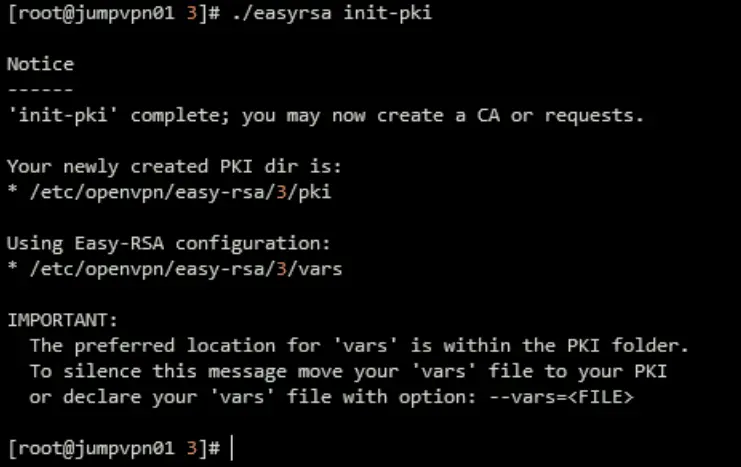 [root@jumpvpn01 3]# ./easyrsa init-pki
Notice
------
'init-pki' complete; you may now create a CA or requests.
Your newly created PKI dir is:
* /etc/openvpn/easy-rsa/3/pki
Using Easy-RSA configuration:
* /etc/openvpn/easy-rsa/3/vars
IMPORTANT:
The preferred location for 'vars' is within the PKI folder.
To silence this message move your 'vars' file to your PKI
or declare your 'vars' file with option: --vars=<FILE>
[root@jumpvpn01 3]#